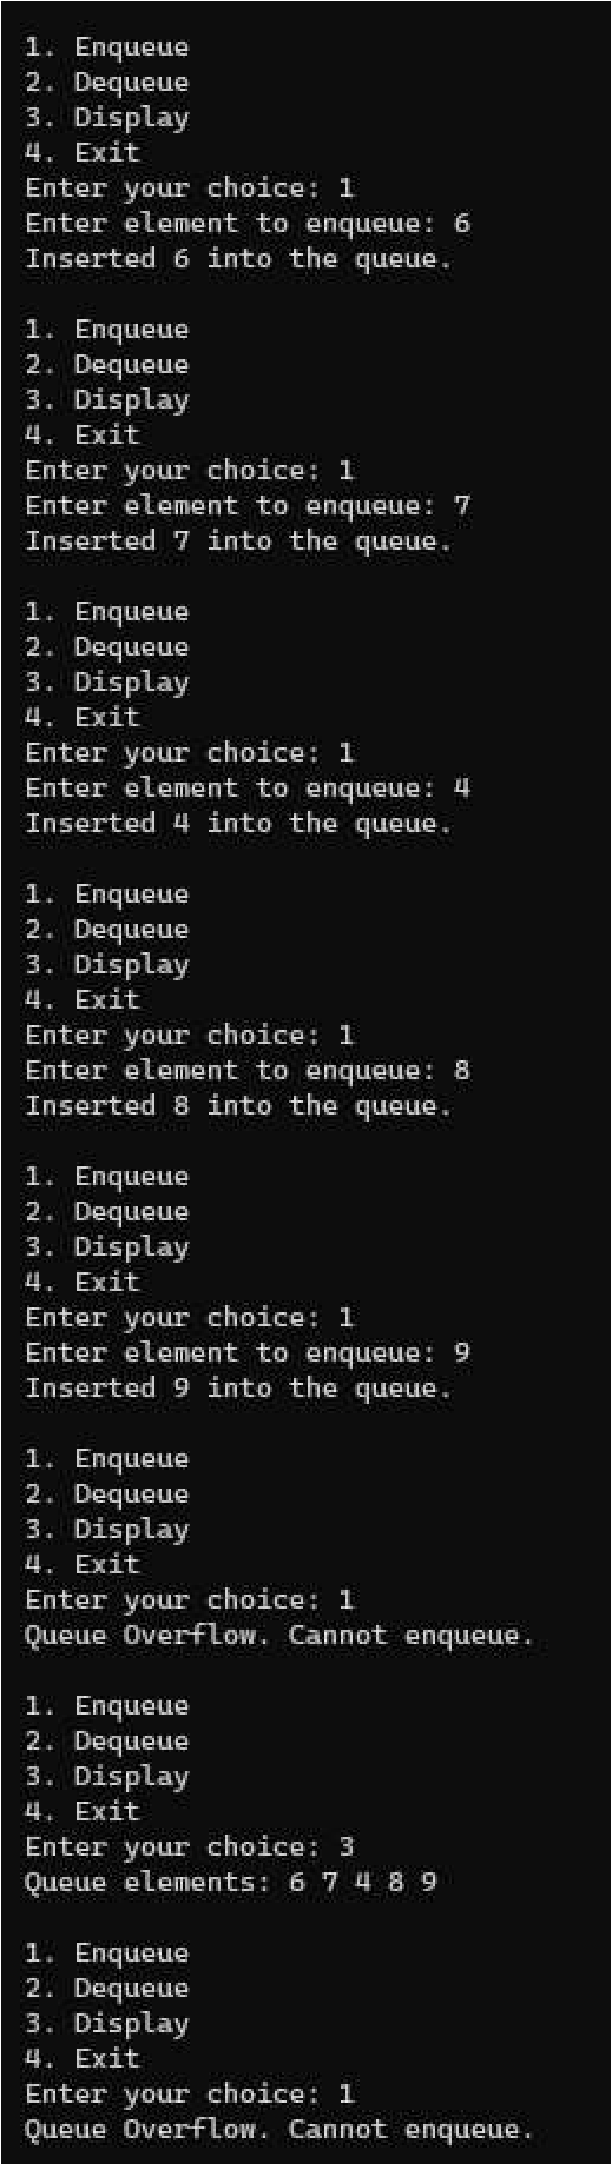 1. Enqueue
2. Dequeue
3. Display
4. Exit
Enter your choice: 1
Enter element to enqueue: 6
Inserted 6 into the queue.
1. Enqueue
2. Dequeue
3. Display
4. Exit
Enter your choice: 1
Enter element to enqueue: 7
Inserted 7 into the queue.
1. Enqueue
2. Dequeue
3. Display
4. Exit
Enter your choice: 1
Enter element to enqueue: 4
Inserted 4 into the queue.
1. Enqueue
2. Dequeue
3. Display
4. Exit
Enter your choice: 1
Enter element to enqueue: 8
Inserted 8 into the queue.
1. Enqueue
2. Dequeue
3. Display
4. Exit
Enter your choice: 1
Enter element to enqueue: 9
Inserted 9 into the queue.
1. Enqueue
2. Dequeue
3. Display
4. Exit
Enter your choice: 1
Queue Overflow. Cannot enqueue.
1. Enqueue
2. Dequeue
3. Display
4. Exit
Enter your choice: 3
Queue elements: 6 7 4 8 9
1. Enqueue
2. Dequeue
3. Display
4. Exit
Enter your choice: 1
Queue Overflow. Cannot enqueue.